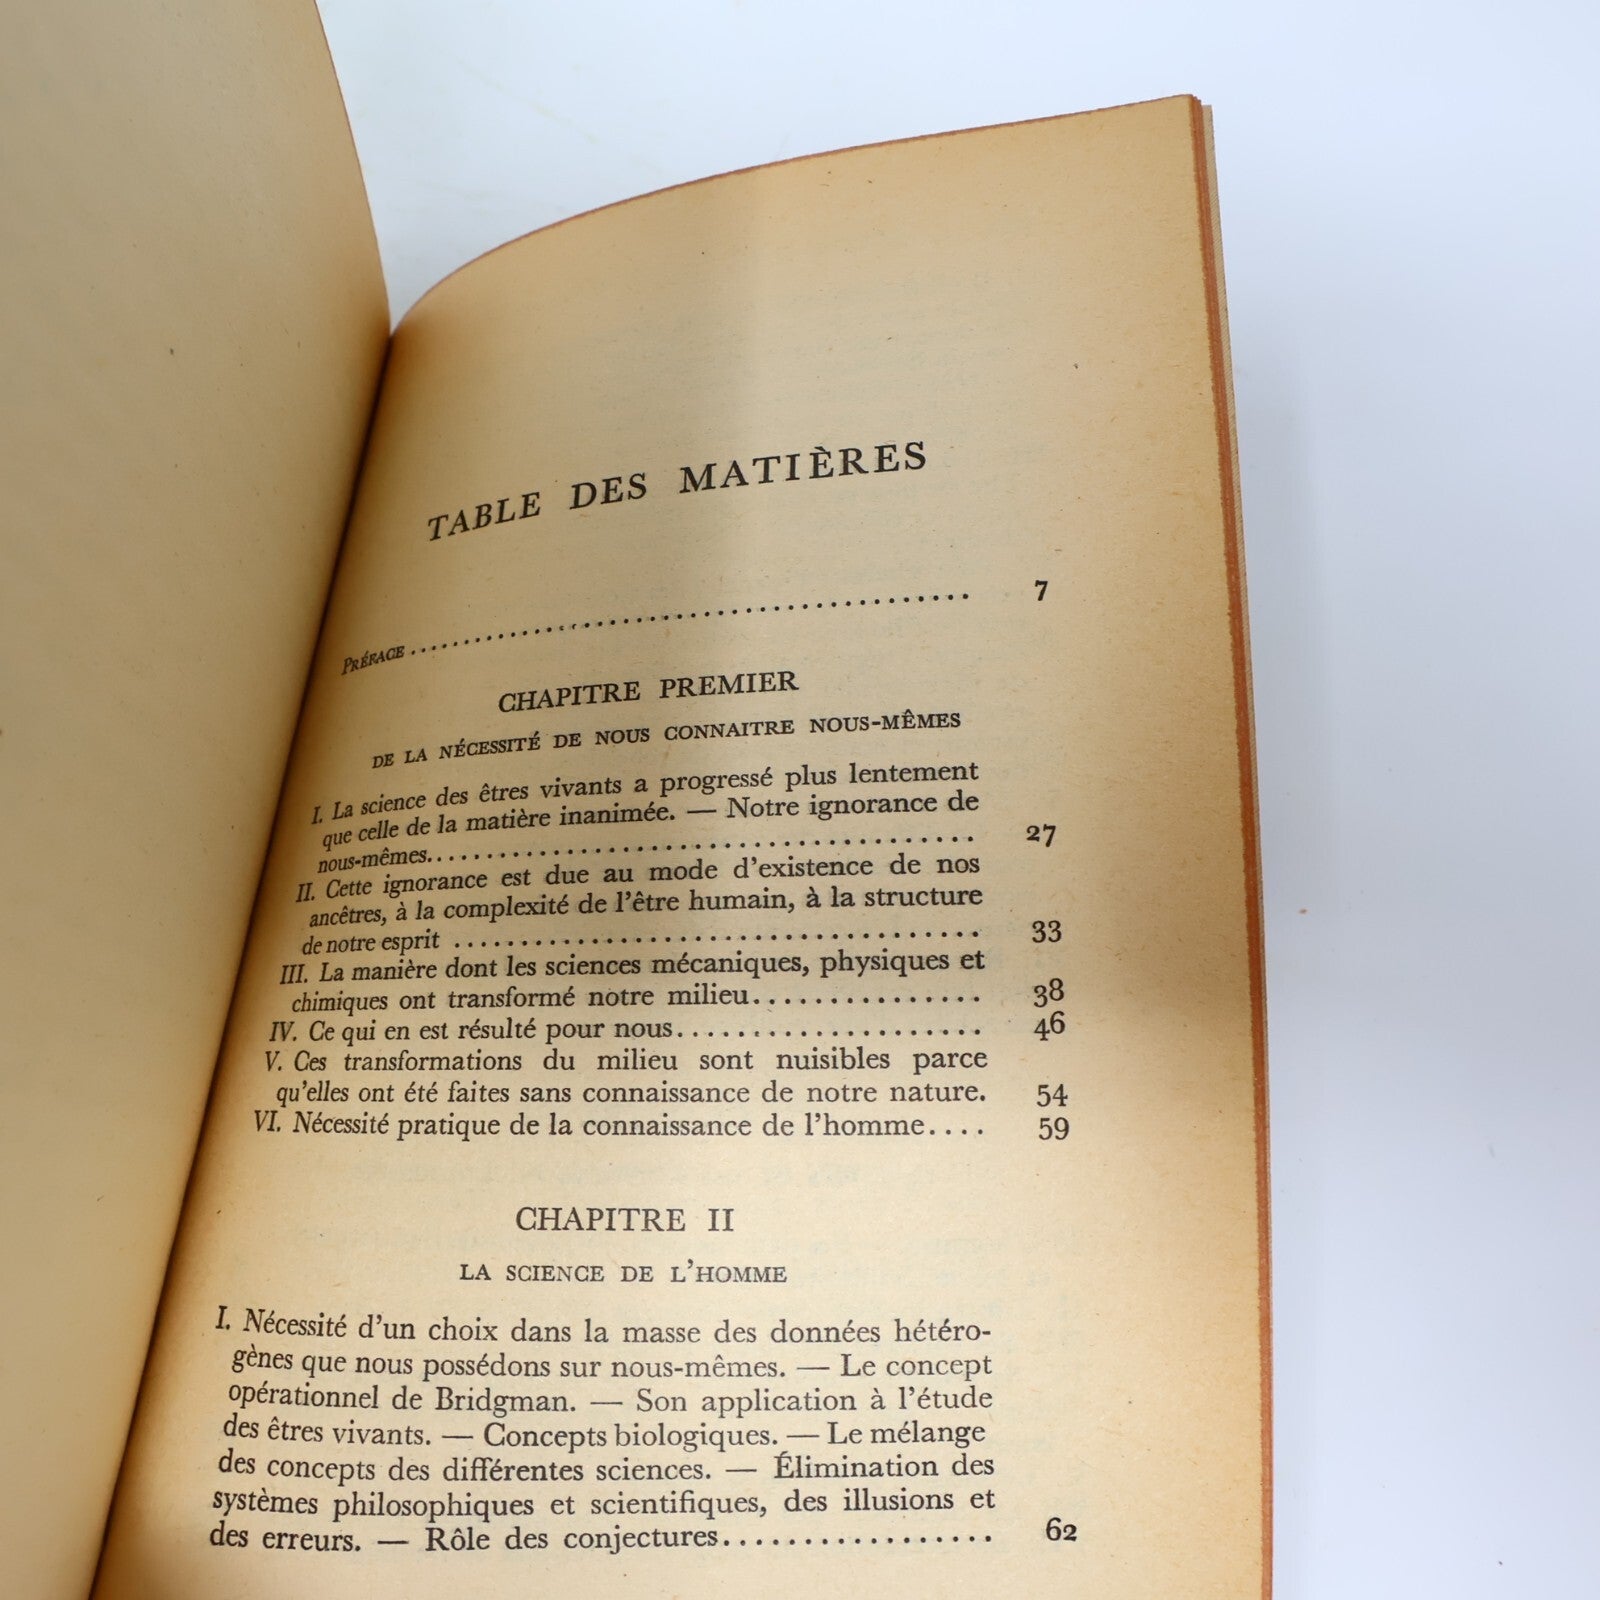 TABLE DES MATIÈRES
PRÉFACE ........................................ 7
CHAPITRE PREMIER
DE LA NÉCESSITÉ DE NOUS CONNAITRE NOUS-MÊMES
I. La science des êtres vivants a progressé plus lentement
que celle de la matière inanimée. — Notre ignorance de
nous-mêmes........................................ 27
II. Cette ignorance est due au mode d'existence de nos
ancêtres, à la complexité de l'être humain, à la structure
de notre esprit ........................................ 33
III. La manière dont les sciences mécaniques, physiques et
chimiques ont transformé notre milieu............... 38
IV. Ce qui en est résulté pour nous..................... 46
V. Ces transformations du milieu sont nuisibles parce
qu'elles ont été faites sans connaissance de notre nature. 54
VI. Nécessité pratique de la connaissance de l'homme.... 59
CHAPITRE II
LA SCIENCE DE L'HOMME
I. Nécessité d'un choix dans la masse des données hétéro-
gènes que nous possédons sur nous-mêmes. — Le concept
opérationnel de Bridgman. — Son application à l'étude
des êtres vivants. — Concepts biologiques. — Le mélange
des concepts des différentes sciences. — Élimination des
systèmes philosophiques et scientifiques, des illusions et
des erreurs. — Rôle des conjectures................. 62